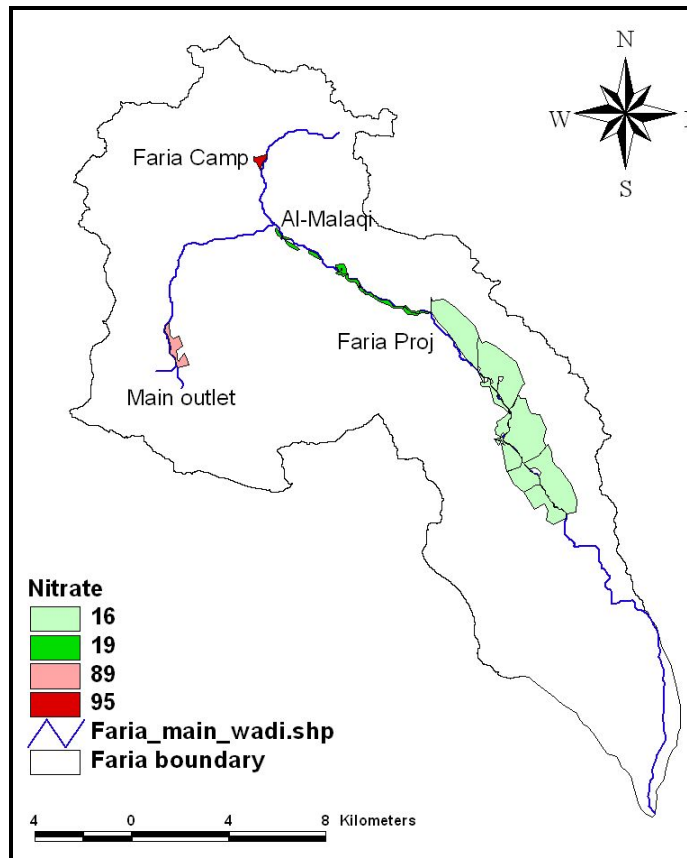 N
W
E
S
Faria Camp
Al-Malaqi
Faria Proj
Main outlet
Nitrate
16
19
89
95
Faria_main_wadi.shp
Faria boundary
4 0 4 8 Kilometers